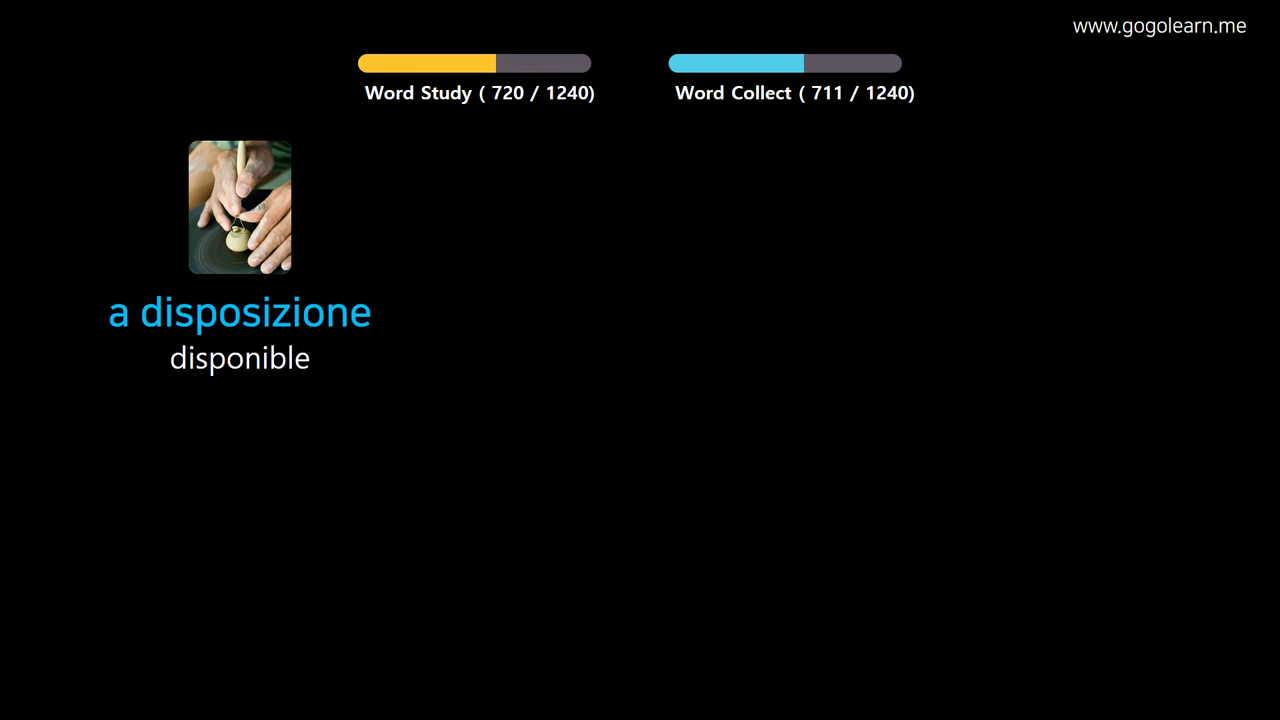 www.gogolearn.me
Word Study ( 720 / 1240)
Word Collect ( 711 / 1240)
a disposizione
disponible